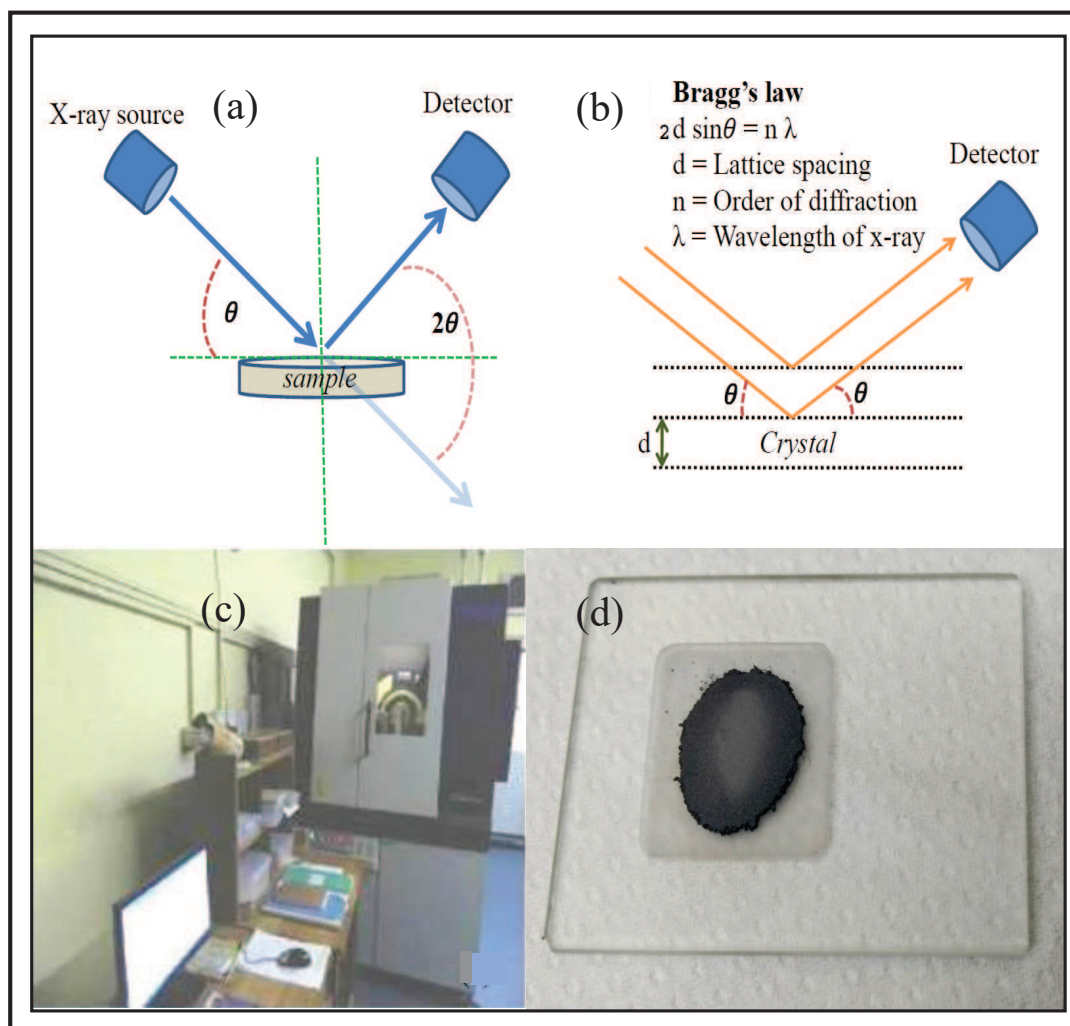 (a)
X-ray source
Detector
θ
2θ
sample
(b)
Bragg's law
2d sinθ = n λ
d = Lattice spacing
n = Order of diffraction
λ = Wavelength of x-ray
Detector
θ
θ
d
Crystal
(c)
(d)